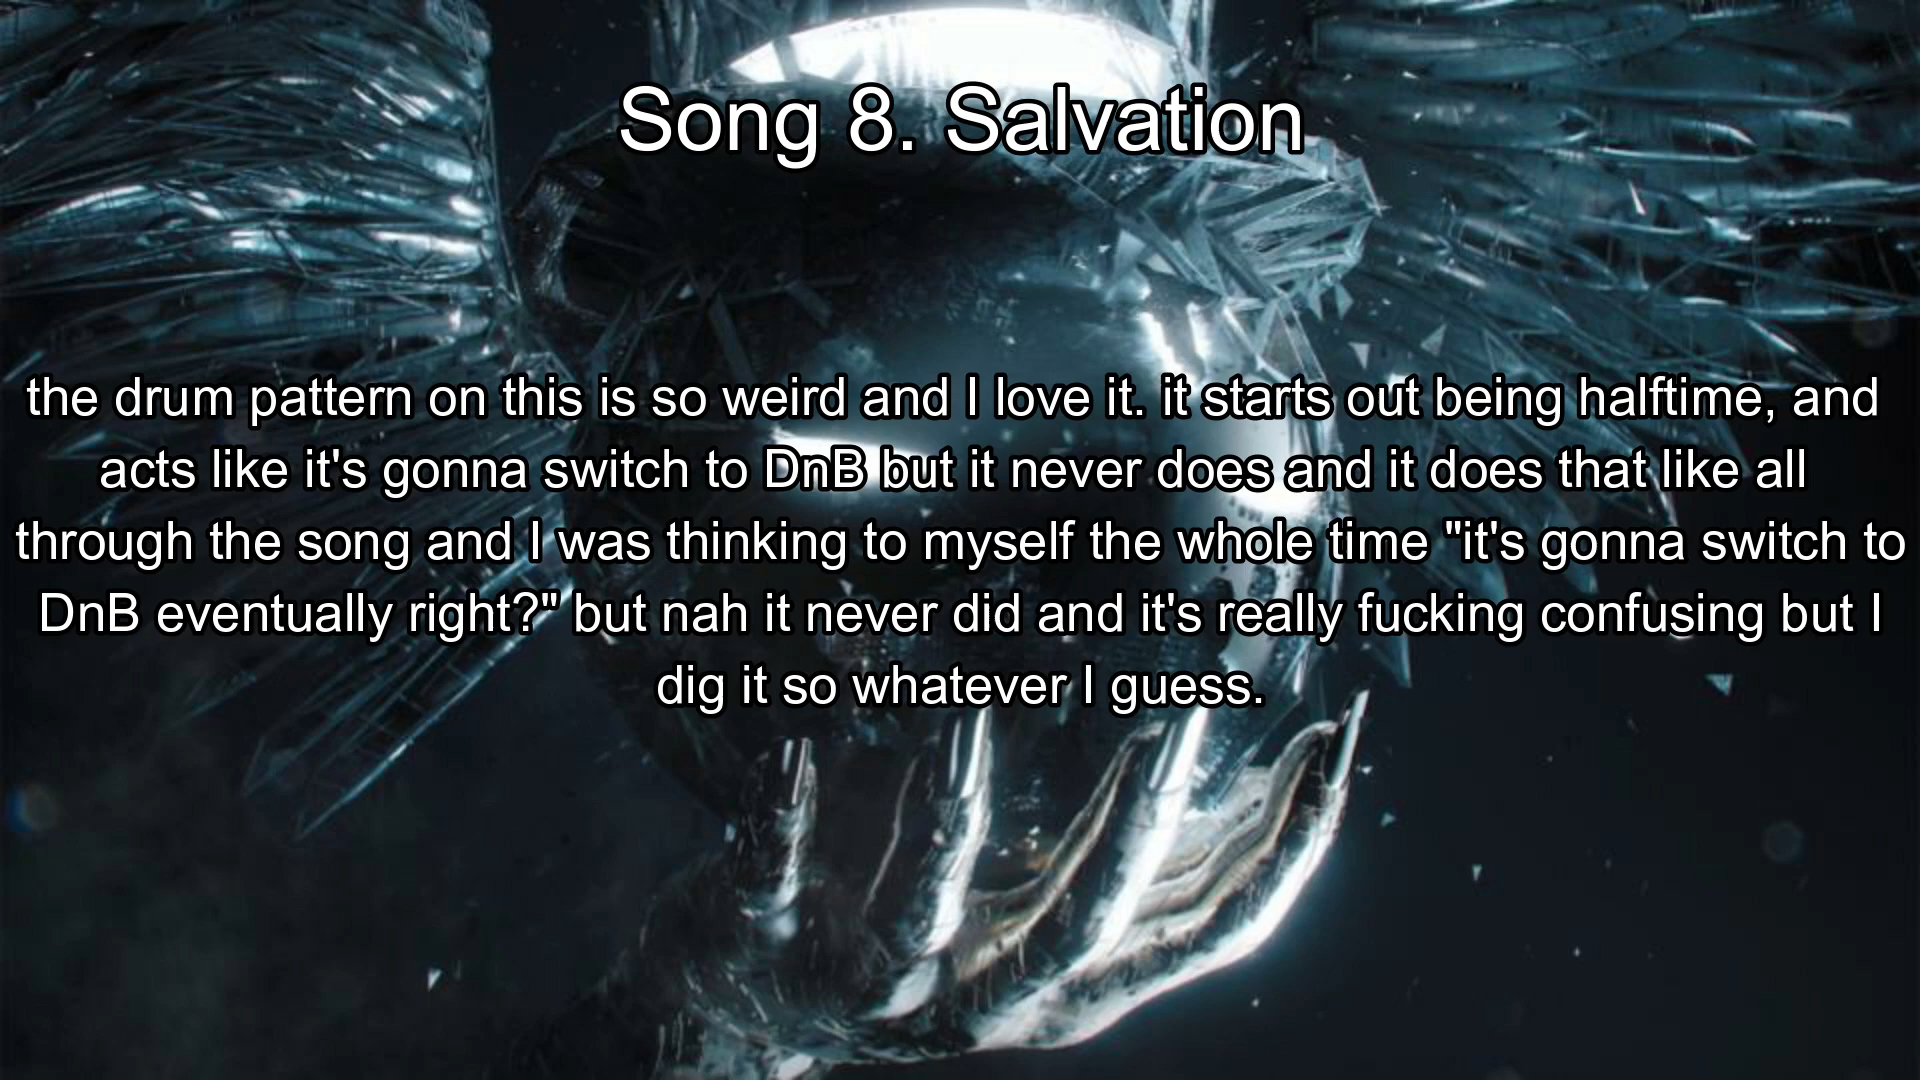 Song 8. Salvation
the drum pattern on this is so weird and I love it. it starts out being halftime, and
acts like it's gonna switch to DnB but it never does and it does that like all
through the song and I was thinking to myself the whole time "it's gonna switch to
DnB eventually right?" but nah it never did and it's really fucking confusing but I
dig it so whatever I guess.